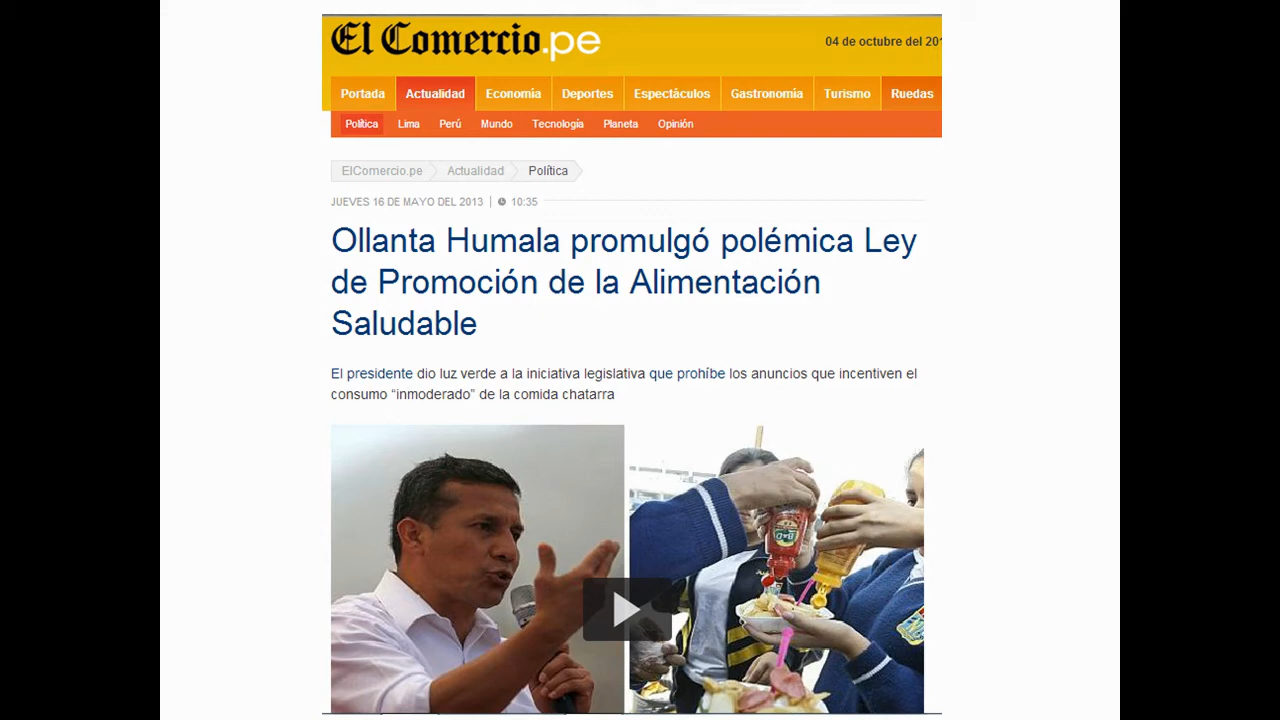 El Comercio.pe
04 de octubre del 201
Portada Actualidad Economía Deportes Espectáculos Gastronomía Turismo Ruedas
Política Lima Perú Mundo Tecnología Planeta Opinión
ElComercio.pe Actualidad Política
JUEVES 16 DE MAYO DEL 2013 | 10:35
Ollanta Humala promulgó polémica Ley
de Promoción de la Alimentación
Saludable
El presidente dio luz verde a la iniciativa legislativa que prohíbe los anuncios que incentiven el
consumo “inmoderado” de la comida chatarra